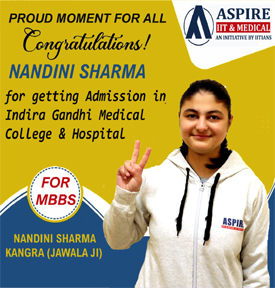 PROUD MOMENT FOR ALL
Congratulations!
ASPIRE
IIT & MEDICAL
AN INITIATIVE BY IITIANS
NANDINI SHARMA
for getting Admission in
Indira Gandhi Medical
College & Hospital
FOR
MBBS
NANDINI SHARMA
KANGRA (JAWALA JI)